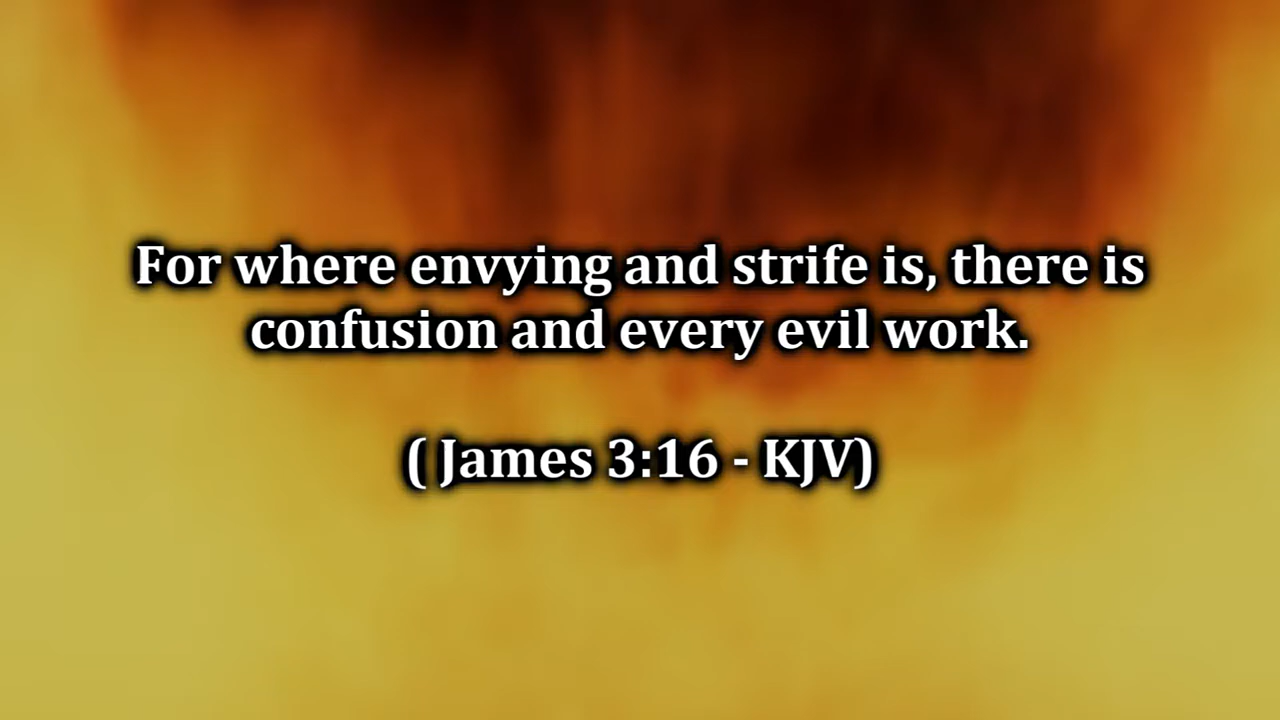 For where envying and strife is, there is
confusion and every evil work.
( James 3:16 - KJV)